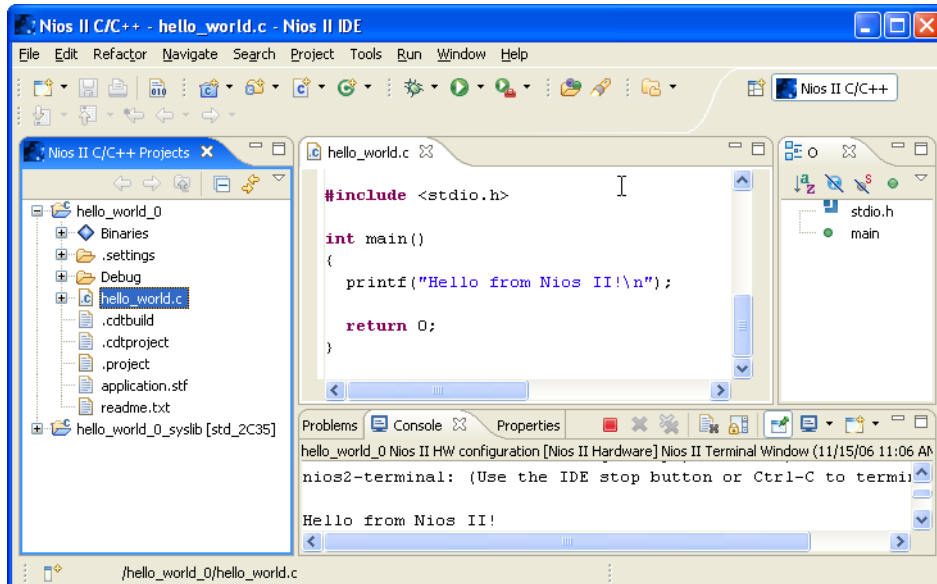 Nios II C/C++ - hello_world.c - Nios II IDE
File Edit Refactor Navigate Search Project Tools Run Window Help
Nios II C/C++
Nios II C/C++ Projects
hello_world_0
Binaries
.settings
Debug
hello_world.c
.cdtbuild
.cdtproject
.project
application.stf
readme.txt
hello_world_0_syslib [std_2C35]
hello_world.c
#include <stdio.h>
int main()
{
printf("Hello from Nios II!\n");
return 0;
}
O
stdio.h
main
Problems Console Properties
hello_world_0 Nios II HW configuration [Nios II Hardware] Nios II Terminal Window (11/15/06 11:06 AM
nios2-terminal: (Use the IDE stop button or Ctrl-C to termi
Hello from Nios II!
/hello_world_0/hello_world.c